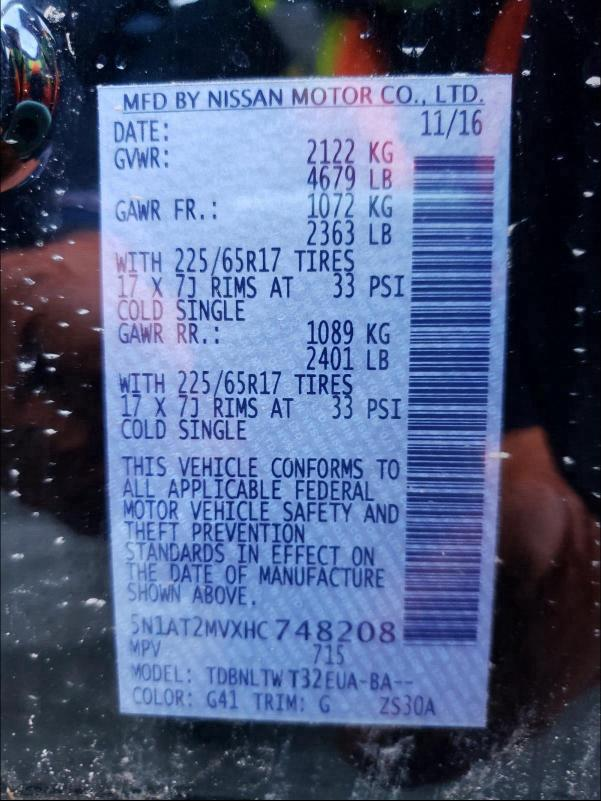 MFD BY NISSAN MOTOR CO., LTD.
DATE: 11/16
GVWR: 2122 KG
4679 LB
GAWR FR.: 1072 KG
2363 LB
WITH 225/65R17 TIRES
17 X 7J RIMS AT 33 PSI
COLD SINGLE
GAWR RR.: 1089 KG
2401 LB
WITH 225/65R17 TIRES
17 X 7J RIMS AT 33 PSI
COLD SINGLE
THIS VEHICLE CONFORMS TO
ALL APPLICABLE FEDERAL
MOTOR VEHICLE SAFETY AND
THEFT PREVENTION
STANDARDS IN EFFECT ON
THE DATE OF MANUFACTURE
SHOWN ABOVE.
5N1AT2MVXHC748208
MPV 715
MODEL: TDBNLTW T32EUA-BA--
COLOR: G41 TRIM: G ZS30A